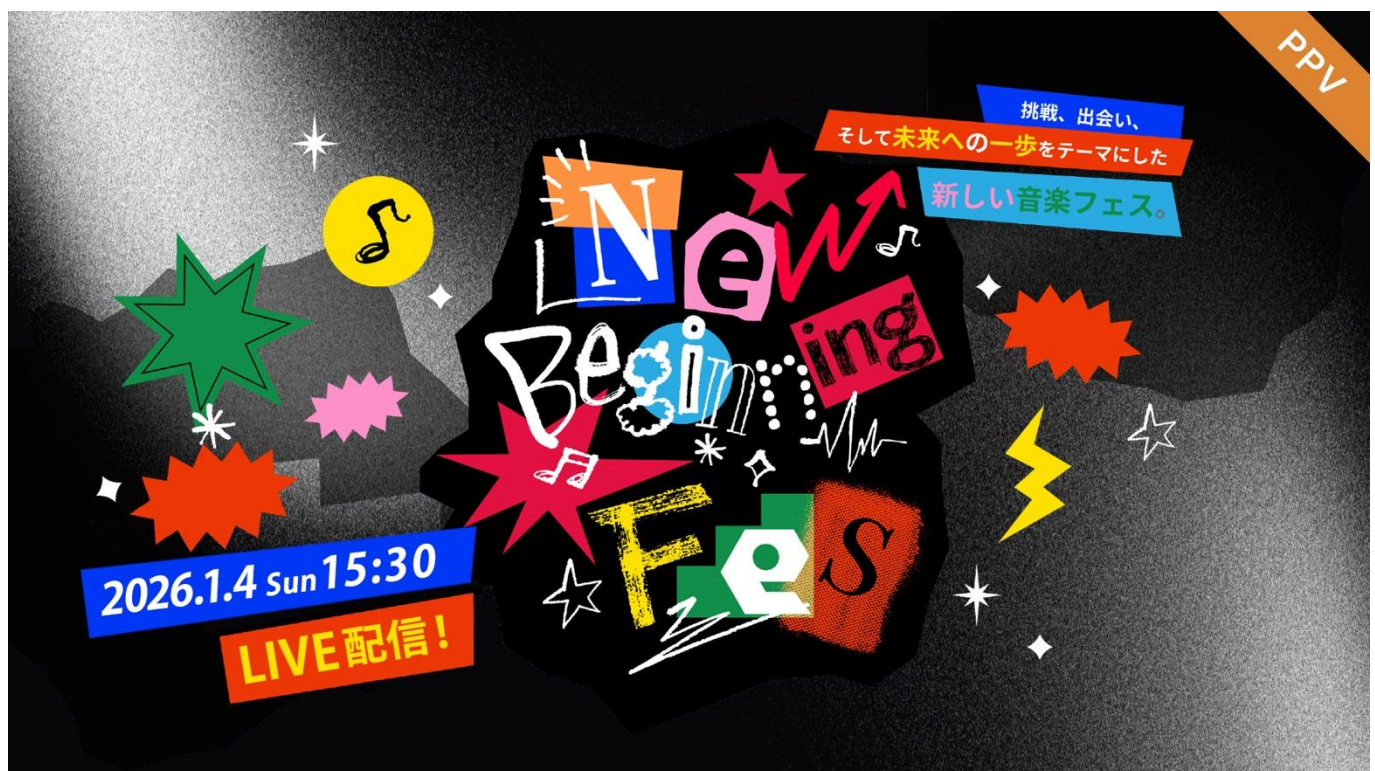 PPV
挑戦、出会い、
そして未来への一歩をテーマにした
新しい音楽フェス。
New
Beginning
Fes
2026.1.4 Sun 15:30
LIVE配信!